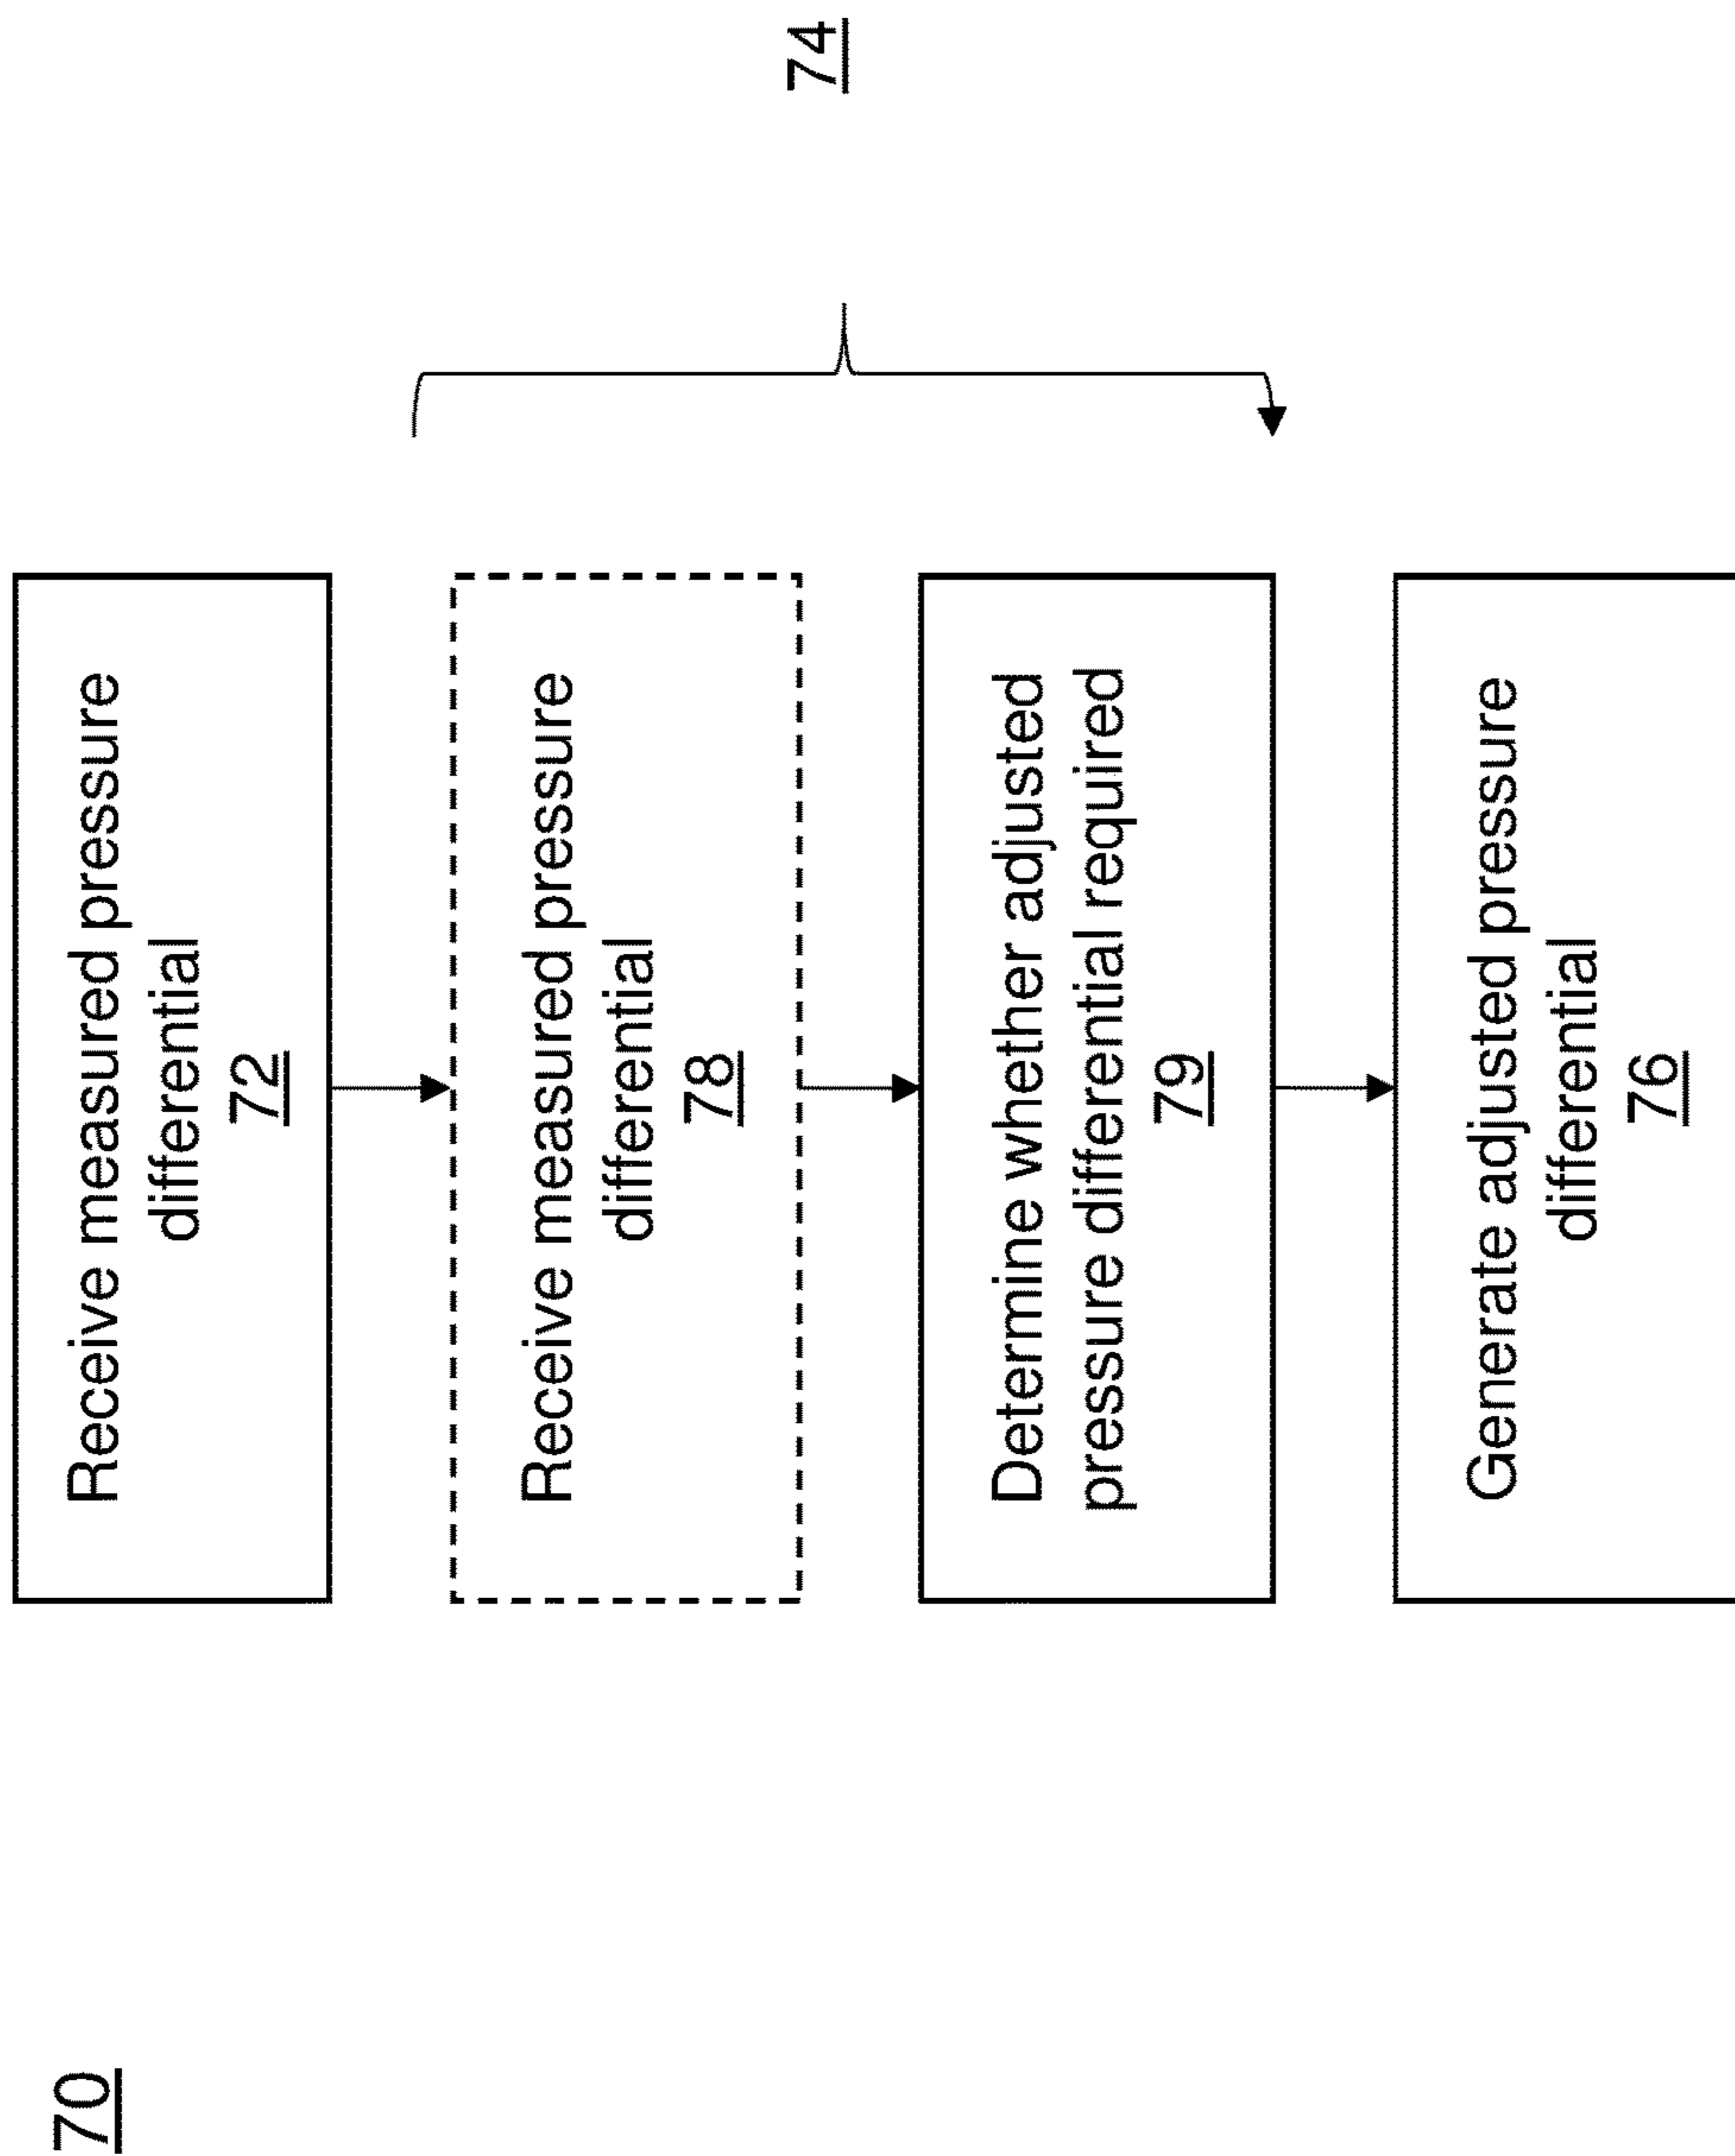 70
Receive measured pressure
differential
72
Receive measured pressure
differential
78
74
Determine whether adjusted
pressure differential required
79
Generate adjusted pressure
differential
76